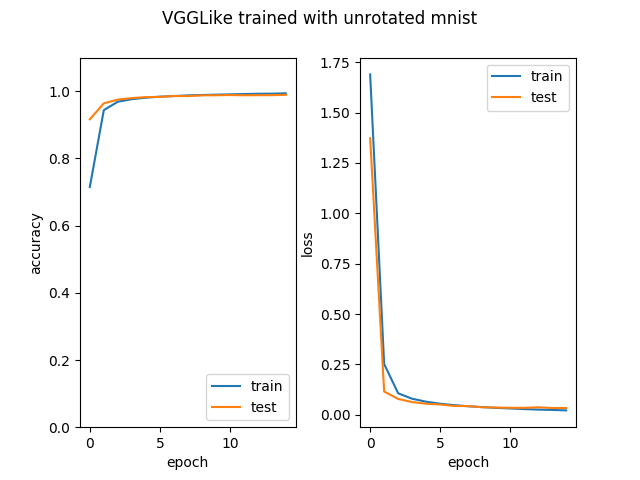 VGGLike trained with unrotated mnist
1.0
0.8
0.6
0.4
0.2
0.0
accuracy
0 5 10
epoch
train
test
1.75
1.50
1.25
1.00
0.75
0.50
0.25
0.00
loss
0 5 10
epoch
train
test